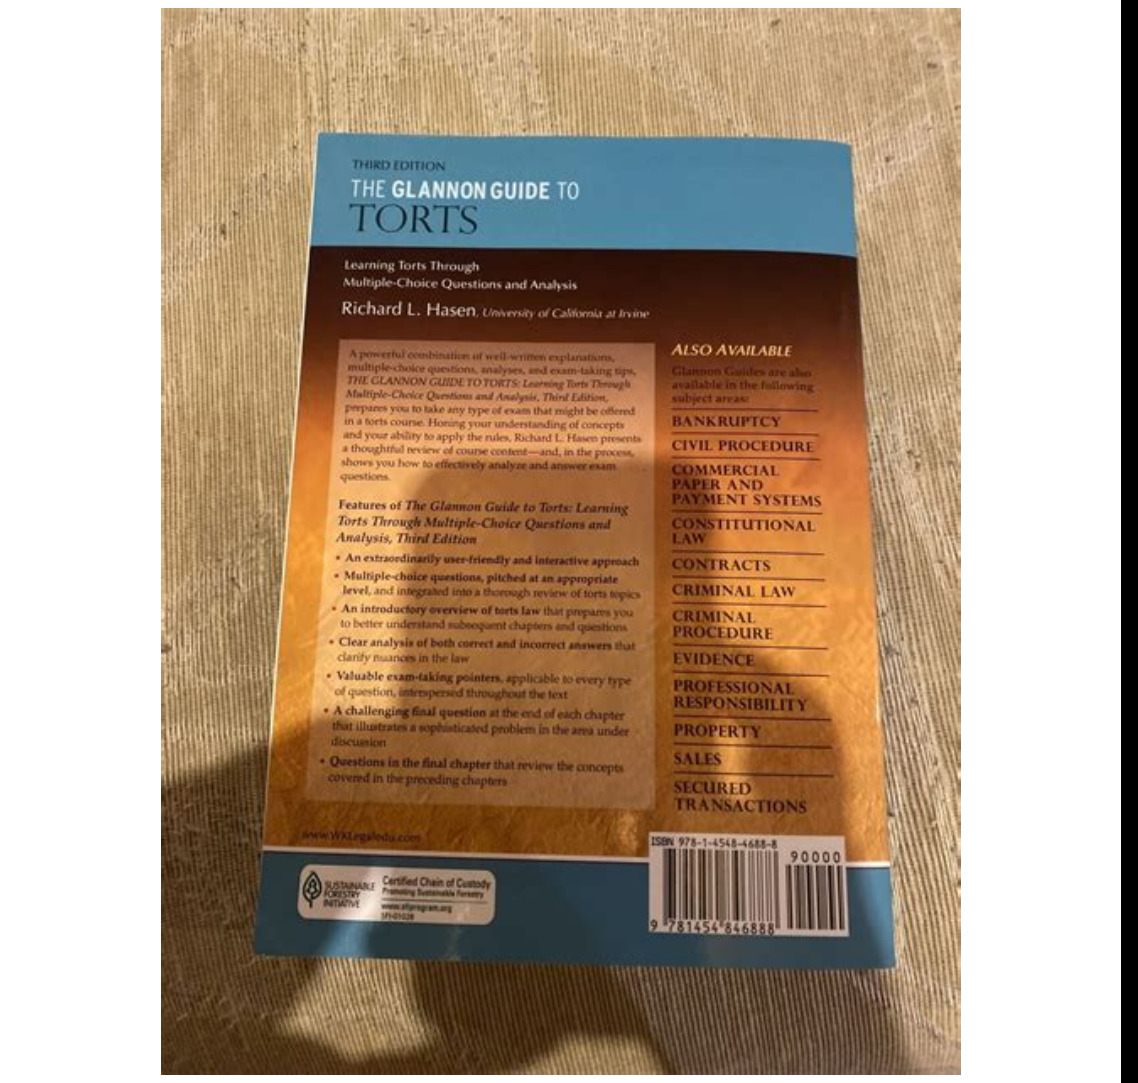 THIRD EDITION
THE GLANNON GUIDE TO
TORTS
Learning Torts Through
Multiple-Choice Questions and Analysis
Richard L. Hasen, University of California at Irvine
A powerful combination of well-written explanations,
multiple-choice questions, analyses, and exam-taking tips,
THE GLANNON GUIDE TO TORTS: Learning Torts Through
Multiple-Choice Questions and Analysis, Third Edition,
prepares you to take any type of exam that might be offered
in a torts course. Honing your understanding of concepts
and your ability to apply the rules, Richard L. Hasen presents
a thoughtful review of course content—and, in the process,
shows you how to effectively analyze and answer exam
questions.
Features of The Glannon Guide to Torts: Learning
Torts Through Multiple-Choice Questions and
Analysis, Third Edition
• An extraordinarily user-friendly and interactive approach
• Multiple-choice questions, pitched at an appropriate
level, and integrated into a thorough review of torts topics
• An introductory overview of torts law that prepares you
to better understand subsequent chapters and questions
• Clear analysis of both correct and incorrect answers that
clarify nuances in the law
• Valuable exam-taking pointers, applicable to every type
of question, interspersed throughout the text
• A challenging final question at the end of each chapter
that illustrates a sophisticated problem in the area under
discussion
• Questions in the final chapter that review the concepts
covered in the preceding chapters
ALSO AVAILABLE
Glannon Guides are also
available in the following
subject areas:
BANKRUPTCY
CIVIL PROCEDURE
COMMERCIAL
PAPER AND
PAYMENT SYSTEMS
CONSTITUTIONAL
LAW
CONTRACTS
CRIMINAL LAW
CRIMINAL
PROCEDURE
EVIDENCE
PROFESSIONAL
RESPONSIBILITY
PROPERTY
SALES
SECURED
TRANSACTIONS
www.WKLegaledu.com
SUSTAINABLE
FORESTRY
INITIATIVE
Certified Chain of Custody
Promoting Sustainable Forestry
www.sfiprogram.org
SFI-01028
ISBN 978-1-4548-4688-8
90000
9 781454 846888